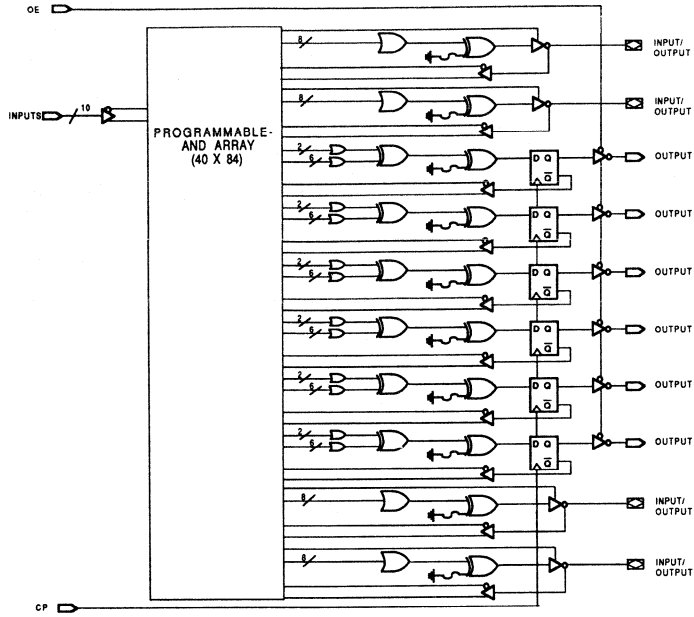 OE
8
INPUT/
OUTPUT
INPUTS
10
8
INPUT/
OUTPUT
PROGRAMMABLE-
AND ARRAY
(40 X 84)
2
6
D Q
Q
OUTPUT
2
6
D Q
Q
OUTPUT
2
6
D Q
Q
OUTPUT
2
6
D Q
Q
OUTPUT
2
6
D Q
Q
OUTPUT
2
6
D Q
Q
OUTPUT
8
INPUT/
OUTPUT
8
INPUT/
OUTPUT
CP